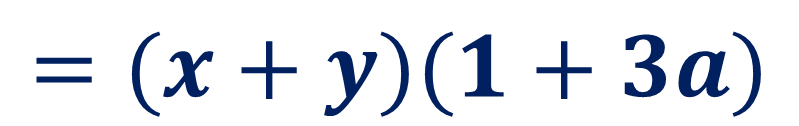 = (x + y)(1 + 3a)